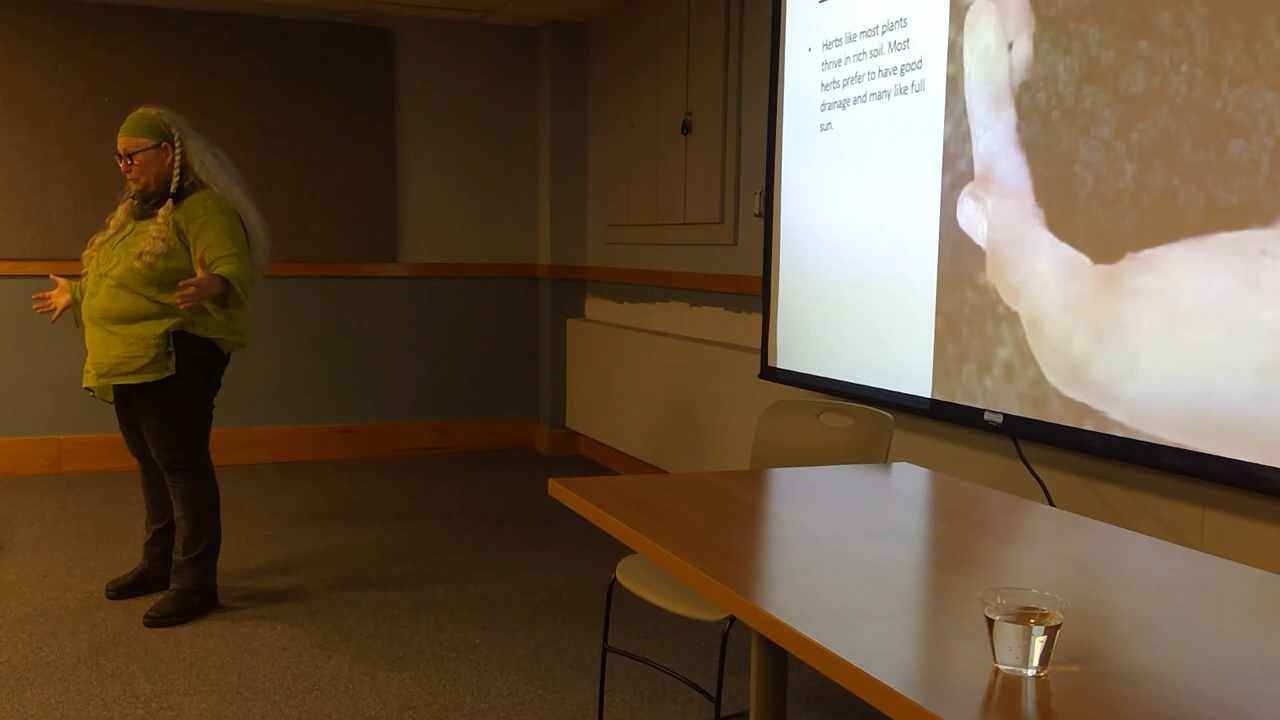 Herbs like most plants
thrive in rich soil. Most
herbs prefer to have good
drainage and many like full
sun.